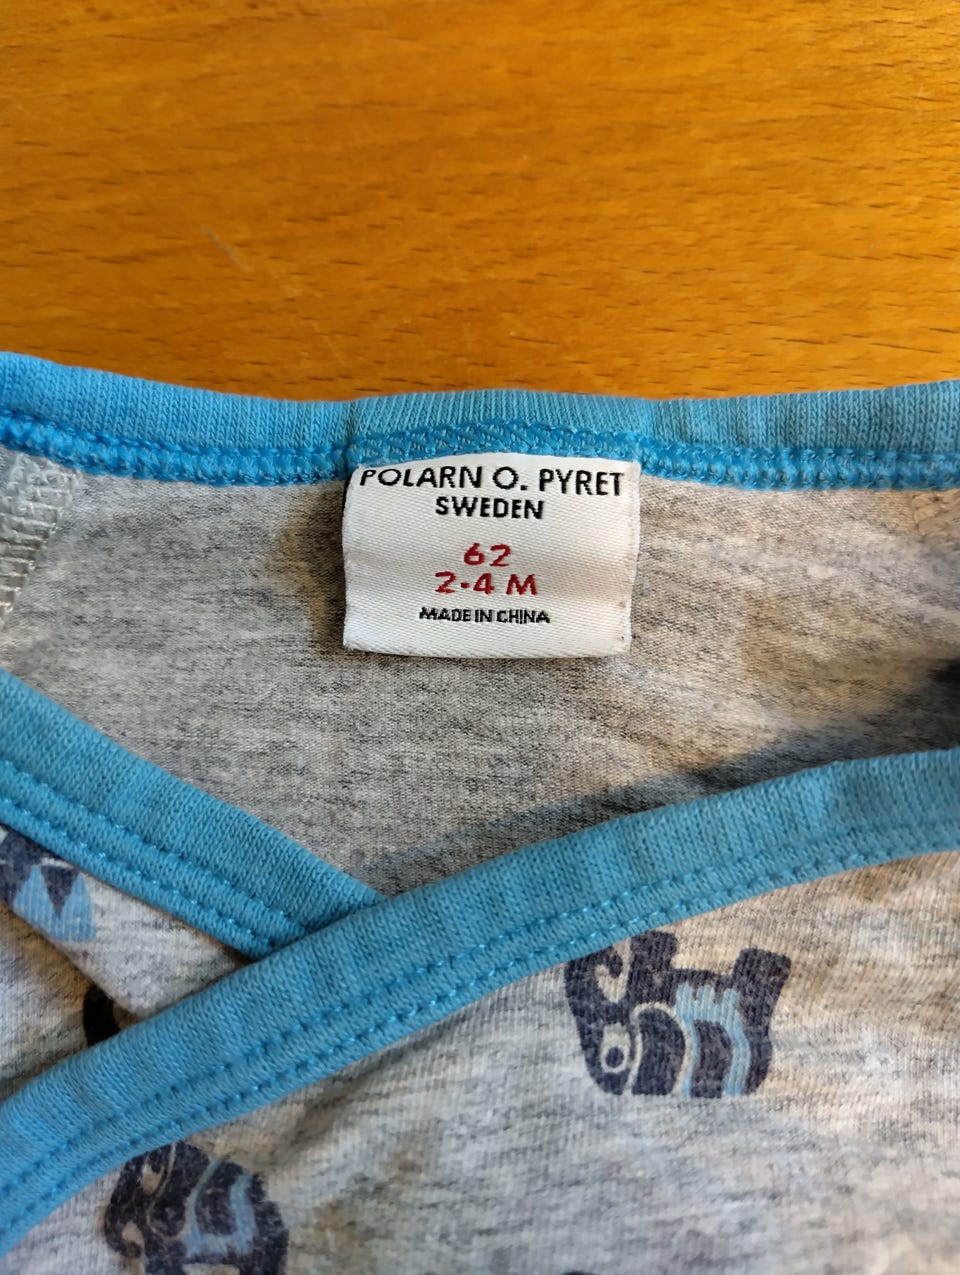 POLARN O. PYRET
SWEDEN
62
2-4 M
MADE IN CHINA